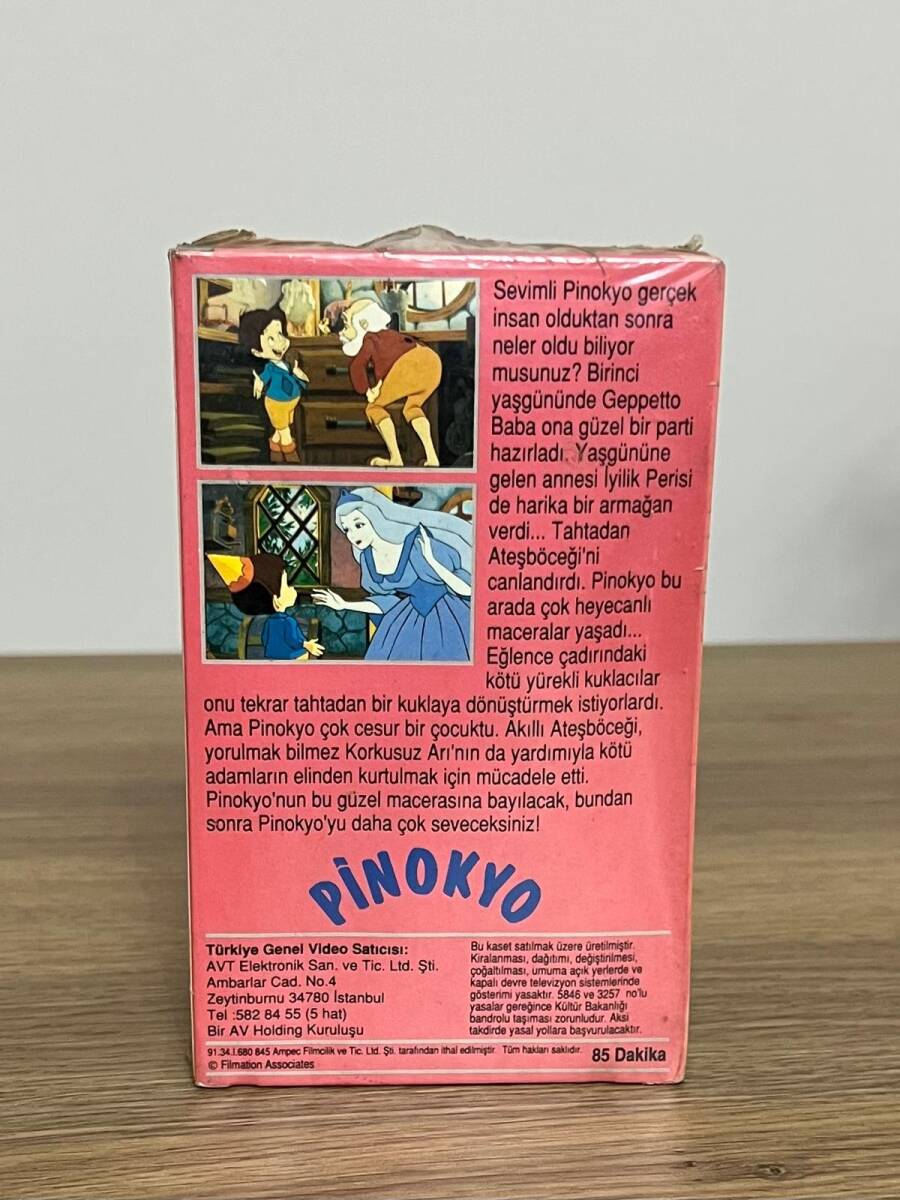 Sevimli Pinokyo gerçek
insan olduktan sonra
neler oldu biliyor
musunuz? Birinci
yaşgününde Geppetto
Baba ona güzel bir parti
hazırladı. Yaşgününe
gelen annesi İyilik Perisi
de harika bir armağan
verdi... Tahtadan
Ateşböceği'ni
canlandırdı. Pinokyo bu
arada çok heyecanlı
maceralar yaşadı...
Eğlence çadırındaki
kötü yürekli kuklacılar
onu tekrar tahtadan bir kuklaya dönüştürmek istiyorlardı.
Ama Pinokyo çok cesur bir çocuktu. Akıllı Ateşböceği,
yorulmak bilmez Korkusuz Arı'nın da yardımıyla kötü
adamların elinden kurtulmak için mücadele etti.
Pinokyo'nun bu güzel macerasına bayılacak, bundan
sonra Pinokyo'yu daha çok seveceksiniz!
PİNOKYO
Türkiye Genel Video Satıcısı:
AVT Elektronik San. ve Tic. Ltd. Şti.
Ambarlar Cad. No.4
Zeytinburnu 34780 İstanbul
Tel :582 84 55 (5 hat)
Bir AV Holding Kuruluşu
Bu kaset satılmak üzere üretilmiştir.
Kiralanması, dağıtımı, değiştirilmesi,
çoğaltılması, umuma açık yerlerde ve
kapalı devre televizyon sistemlerinde
gösterimi yasaktır. 5846 ve 3257 no'lu
yasalar gereğince Kültür Bakanlığı
bandrolu taşıması zorunludur. Aksi
takdirde yasal yollara başvurulacaktır.
91.34.I.680 845 Ampec Filmcilik ve Tic. Ltd. Şti. tarafından ithal edilmiştir. Tüm hakları saklıdır.
© Filmation Associates
85 Dakika